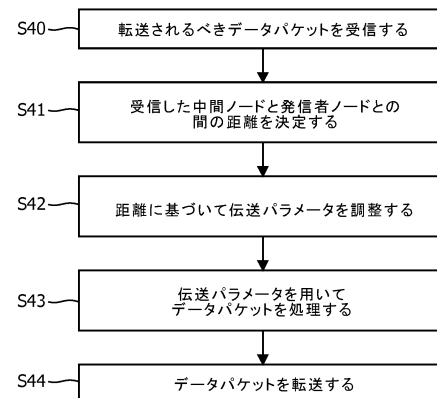 S40
転送されるべきデータパケットを受信する
S41
受信した中間ノードと発信者ノードとの
間の距離を決定する
S42
距離に基づいて伝送パラメータを調整する
S43
伝送パラメータを用いて
データパケットを処理する
S44
データパケットを転送する